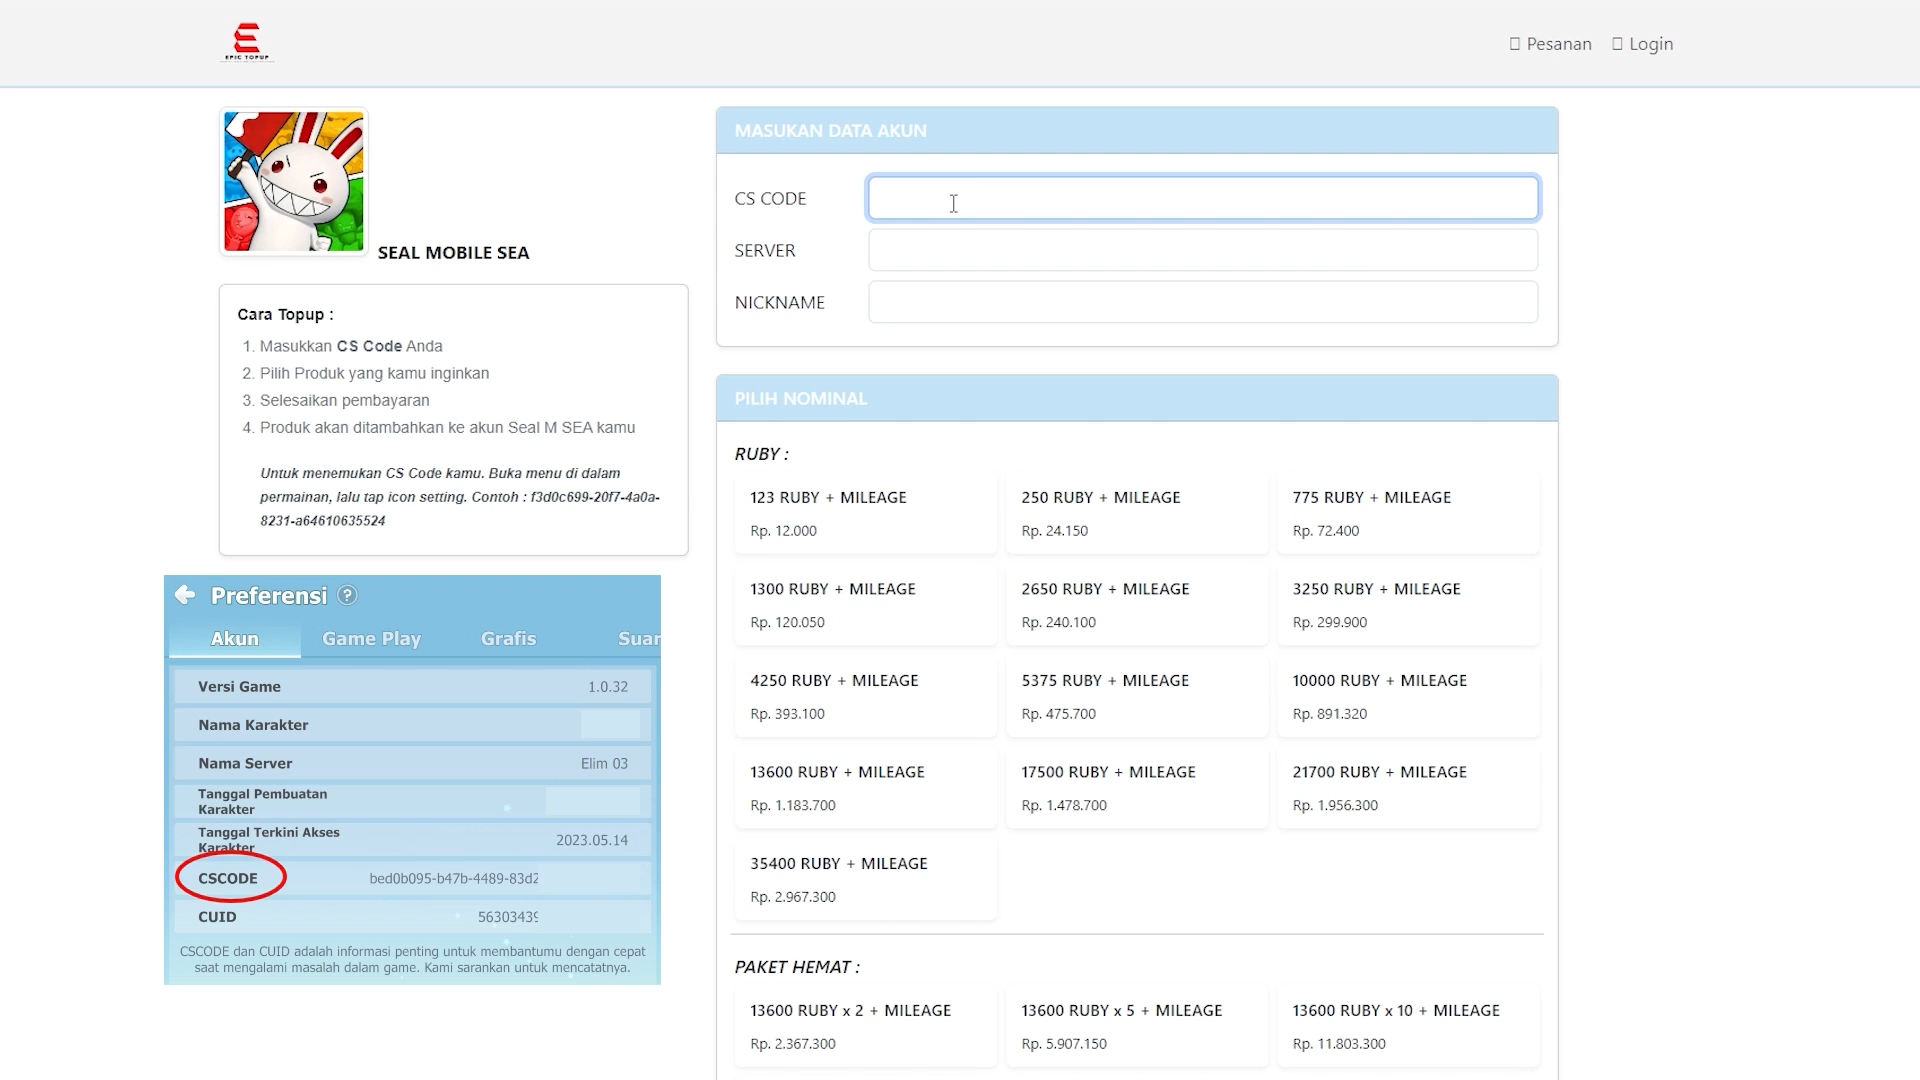 EPIC TOPUP
Pesanan
Login
SEAL MOBILE SEA
Cara Topup :
1. Masukkan CS Code Anda
2. Pilih Produk yang kamu inginkan
3. Selesaikan pembayaran
4. Produk akan ditambahkan ke akun Seal M SEA kamu
Untuk menemukan CS Code kamu. Buka menu di dalam
permainan, lalu tap icon setting. Contoh : f3d0c699-20f7-4a0a-
8231-a64610635524
Preferensi ?
Akun Game Play Grafis Suar
Versi Game 1.0.32
Nama Karakter
Nama Server Elim 03
Tanggal Pembuatan
Karakter
Tanggal Terkini Akses 2023.05.14
Karakter
CSCODE bed0b095-b47b-4489-83d2
CUID 56303439
CSCODE dan CUID adalah informasi penting untuk membantumu dengan cepat
saat mengalami masalah dalam game. Kami sarankan untuk mencatatnya.
MASUKAN DATA AKUN
CS CODE
SERVER
NICKNAME
PILIH NOMINAL
RUBY :
123 RUBY + MILEAGE
Rp. 12.000
250 RUBY + MILEAGE
Rp. 24.150
775 RUBY + MILEAGE
Rp. 72.400
1300 RUBY + MILEAGE
Rp. 120.050
2650 RUBY + MILEAGE
Rp. 240.100
3250 RUBY + MILEAGE
Rp. 299.900
4250 RUBY + MILEAGE
Rp. 393.100
5375 RUBY + MILEAGE
Rp. 475.700
10000 RUBY + MILEAGE
Rp. 891.320
13600 RUBY + MILEAGE
Rp. 1.183.700
17500 RUBY + MILEAGE
Rp. 1.478.700
21700 RUBY + MILEAGE
Rp. 1.956.300
35400 RUBY + MILEAGE
Rp. 2.967.300
PAKET HEMAT :
13600 RUBY x 2 + MILEAGE
Rp. 2.367.300
13600 RUBY x 5 + MILEAGE
Rp. 5.907.150
13600 RUBY x 10 + MILEAGE
Rp. 11.803.300